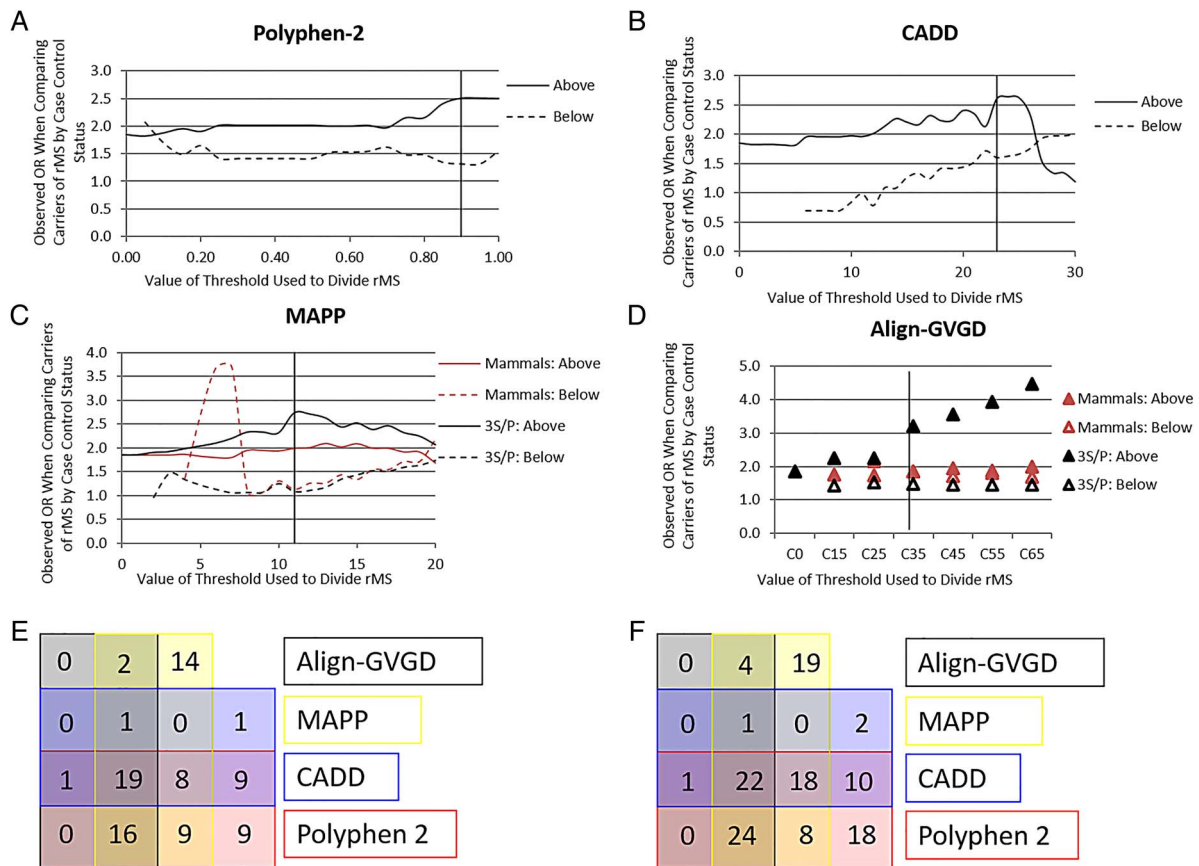 A
Polyphen-2
Observed OR When Comparing
Carriers of rMS by Case Control
Status
3.0
2.5
2.0
1.5
1.0
0.5
0.0
0.00
0.20
0.40
0.60
0.80
1.00
Value of Threshold Used to Divide rMS
Above
Below
B
CADD
Observed OR When Comparing
Carriers of rMS by Case Control
Status
3.0
2.5
2.0
1.5
1.0
0.5
0.0
0
10
20
30
Value of Threshold Used to Divide rMS
Above
Below
C
MAPP
Observed OR When Comparing Carriers
of rMS by Case Control Status
4.0
3.5
3.0
2.5
2.0
1.5
1.0
0.5
0.0
0
5
10
15
20
Value of Threshold Used to Divide rMS
Mammals: Above
Mammals: Below
3S/P: Above
3S/P: Below
D
Align-GVGD
Observed OR When Comparing
Carriers of rMS by Case Control
Status
5.0
4.0
3.0
2.0
1.0
0.0
C0
C15
C25
C35
C45
C55
C65
Value of Threshold Used to Divide rMS
Mammals: Above
Mammals: Below
3S/P: Above
3S/P: Below
E
0 2 14 Align-GVGD
0 1 0 1 MAPP
1 19 8 9 CADD
0 16 9 9 Polyphen 2
F
0 4 19 Align-GVGD
0 1 0 2 MAPP
1 22 18 10 CADD
0 24 8 18 Polyphen 2